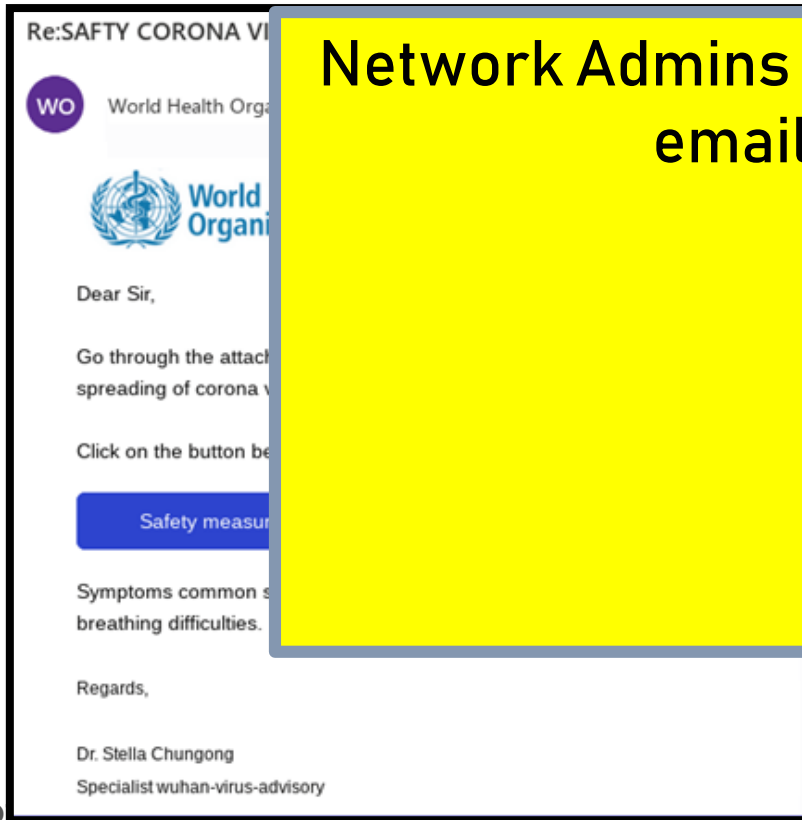 Re:SAFTY CORONA VI
WO
World Health Orga
World
Organi
Dear Sir,
Go through the attach
spreading of corona v
Click on the button be
Safety measur
Symptoms common s
breathing difficulties.
Regards,
Dr. Stella Chungong
Specialist wuhan-virus-advisory
Network Admins
email